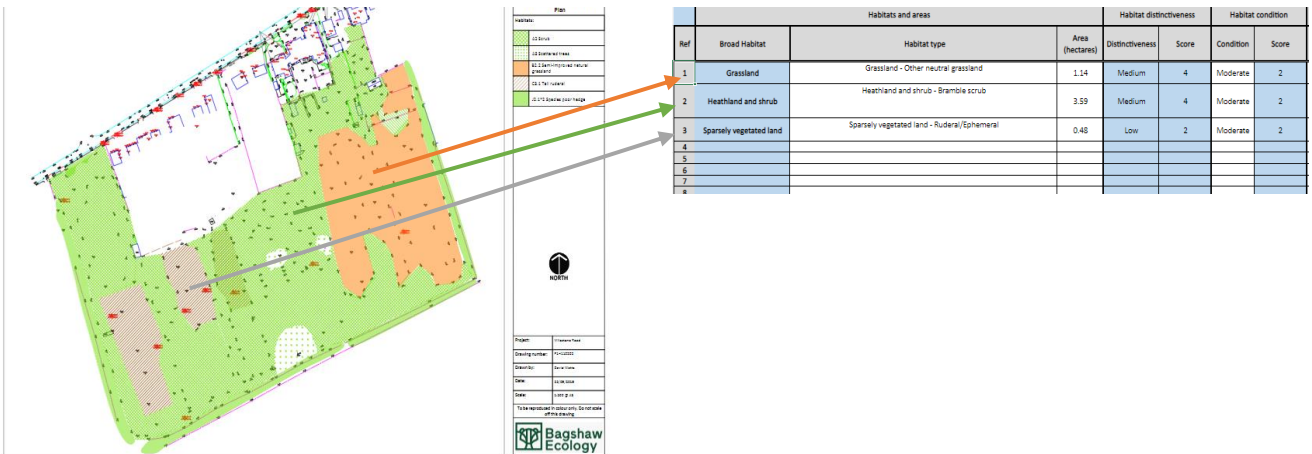 Plan
Habitats:
A2 Scrub
A3 Scattered trees
B2.2 Semi-improved natural
grassland
C3.1 Tall ruderal
J2.1*2 Species poor hedge
NORTH
Project:
Drawing number:
Drawn by:
Date:
Scale:
To be reproduced in colour only. Do not scale
off this drawing
Bagshaw
Ecology
Habitats and areas Habitat distinctiveness Habitat condition
Ref Broad Habitat Habitat type Area (hectares) Distinctiveness Score Condition Score
1 Grassland Grassland - Other neutral grassland 1.14 Medium 4 Moderate 2
2 Heathland and shrub Heathland and shrub - Bramble scrub 3.59 Medium 4 Moderate 2
3 Sparsely vegetated land Sparsely vegetated land - Ruderal/Ephemeral 0.48 Low 2 Moderate 2
4
5
6
7
8